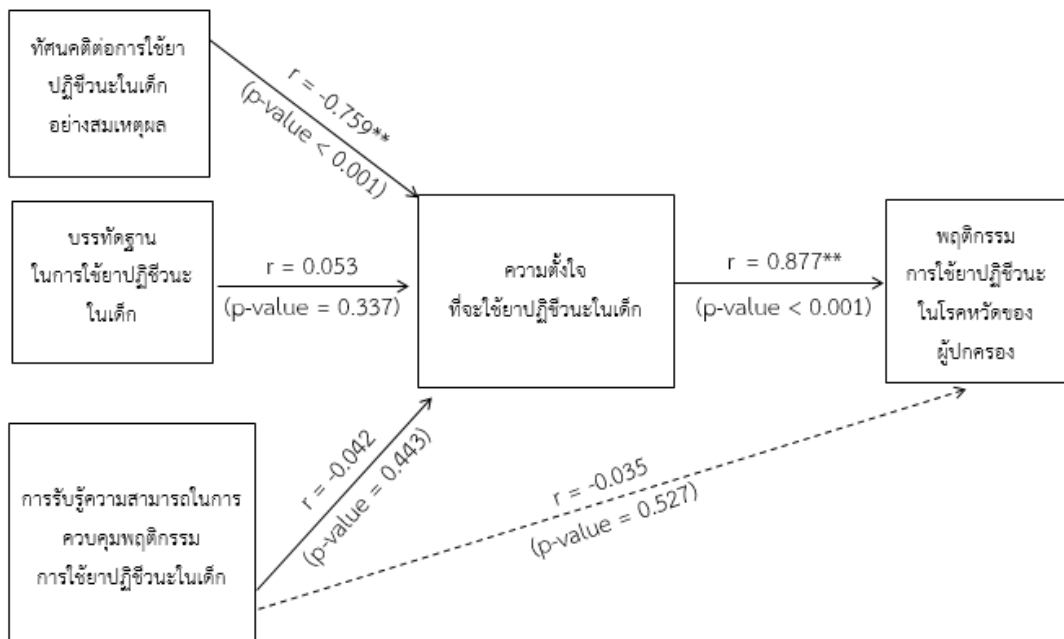 ทัศนคติต่อการใช้ยา
ปฏิชีวนะในเด็ก
อย่างสมเหตุผล
r = -0.759**
(p-value < 0.001)
บรรทัดฐาน
ในการใช้ยาปฏิชีวนะ
ในเด็ก
r = 0.053
(p-value = 0.337)
ความตั้งใจ
ที่จะใช้ยาปฏิชีวนะในเด็ก
r = 0.877**
(p-value < 0.001)
พฤติกรรม
การใช้ยาปฏิชีวนะ
ในโรคหวัดของ
ผู้ปกครอง
การรับรู้ความสามารถในการ
ควบคุมพฤติกรรม
การใช้ยาปฏิชีวนะในเด็ก
r = -0.042
(p-value = 0.443)
r = -0.035
(p-value = 0.527)